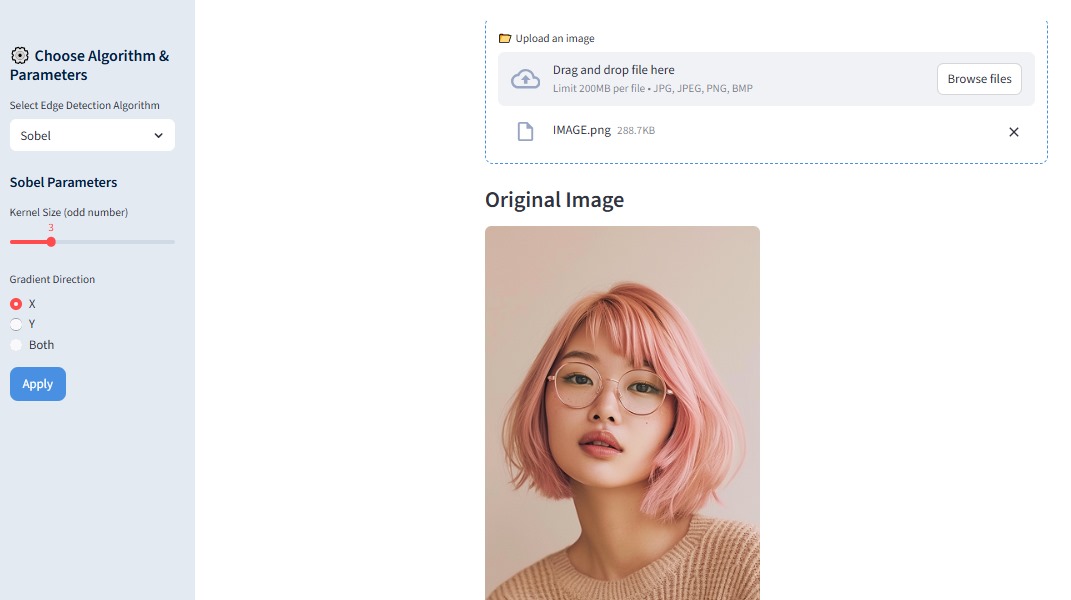 Choose Algorithm &
Parameters
Select Edge Detection Algorithm
Sobel
Sobel Parameters
Kernel Size (odd number)
3
Gradient Direction
X
Y
Both
Apply
Upload an image
Drag and drop file here
Limit 200MB per file • JPG, JPEG, PNG, BMP
Browse files
IMAGE.png 288.7KB
Original Image